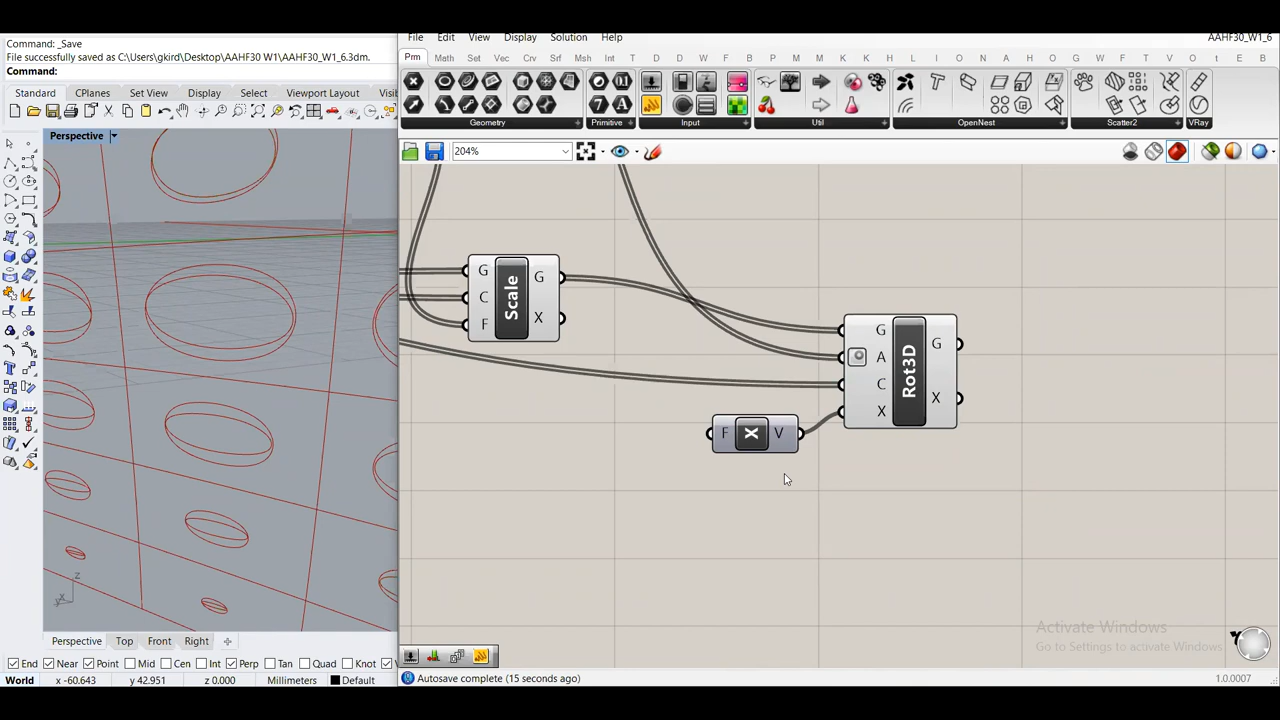 Command: _Save
File successfully saved as C:\Users\gkird\Desktop\AAHF30 W1\AAHF30_W1_6.3dm.
Command:
Standard CPlanes Set View Display Select Viewport Layout
Perspective
z
x
y
Perspective Top Front Right
End Near Point Mid Cen Int Perp Tan Quad Knot
World x -60.643 y 42.951 z 0.000 Millimeters Default
File Edit View Display Solution Help AAHF30_W1_6
Prm Math Set Vec Crv Srf Msh Int T D D D M K K S K A N O t E B
Geometry Primitive Input Util OpenNest Scatter2 VRay
204%
G
C
F
Scale
G
X
G
A
C
X
Rot3D
G
X
F X V
Activate Windows
Go to Settings to activate Windows.
Autosave complete (15 seconds ago) 1.0.0007